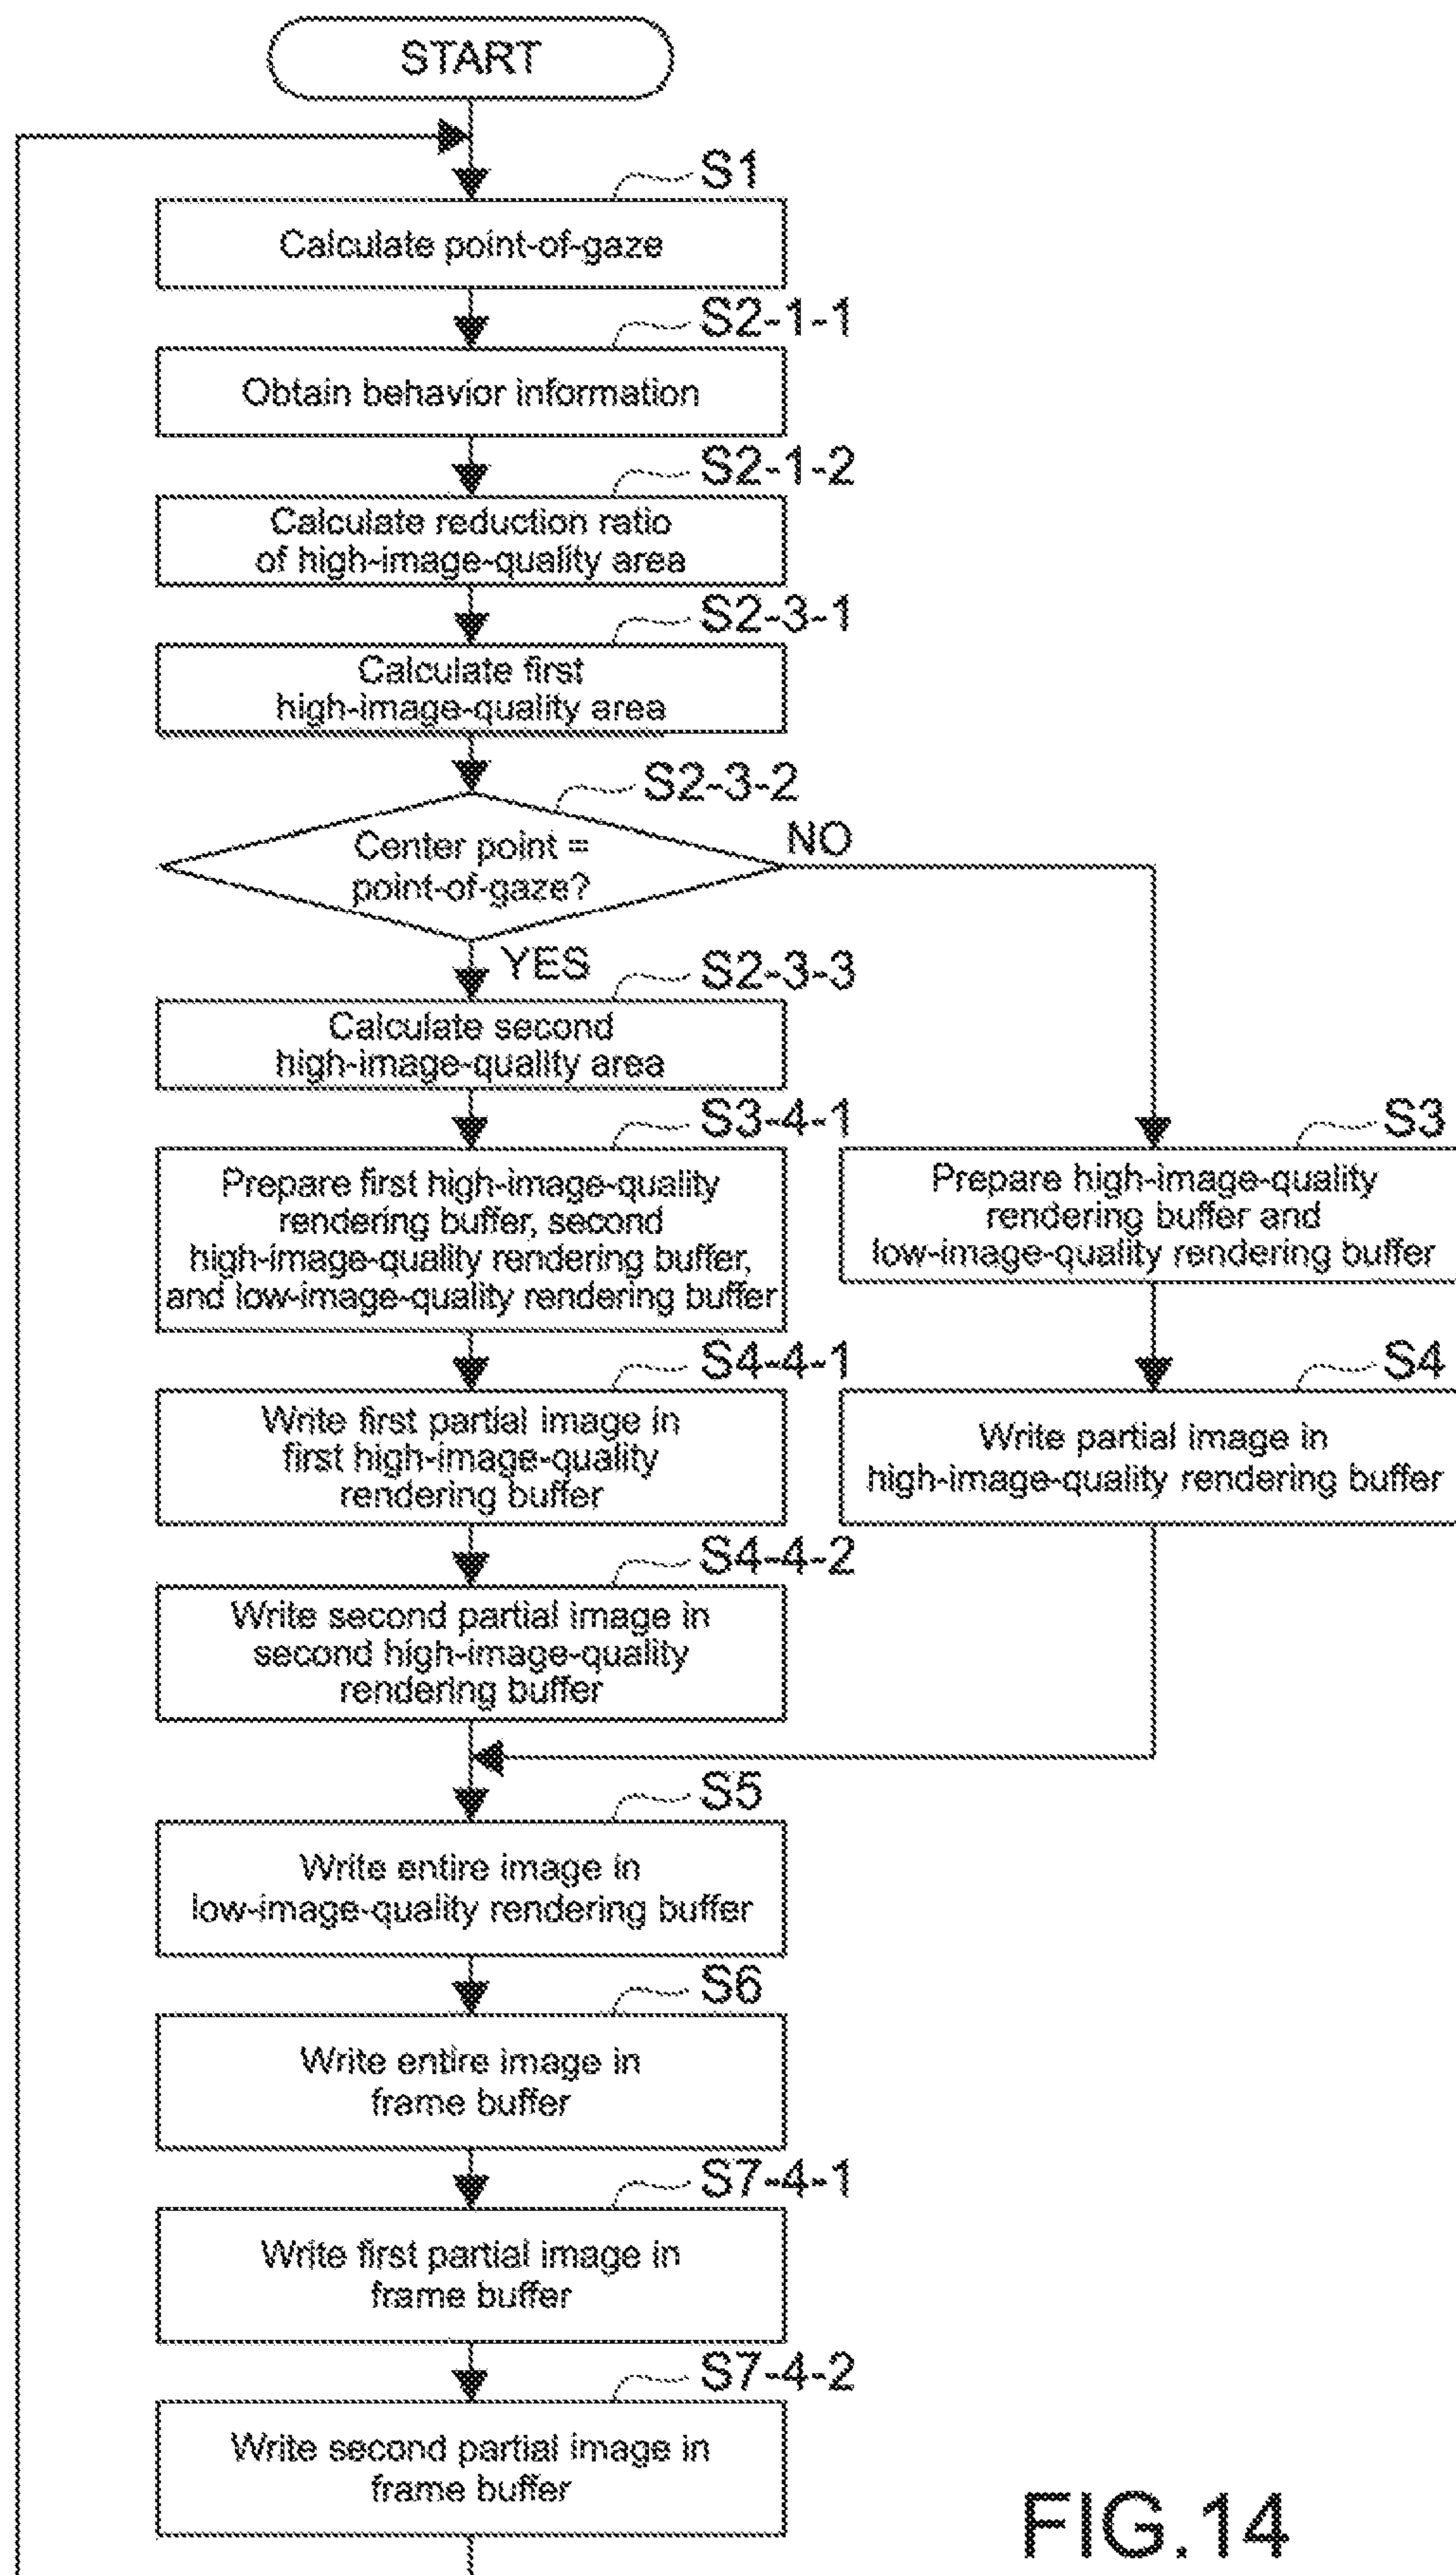 START
S1
Calculate point-of-gaze
S2-1-1
Obtain behavior information
S2-1-2
Calculate reduction ratio
of high-image-quality area
S2-3-1
Calculate first
high-image-quality area
S2-3-2
Center point =
point-of-gaze?
NO
YES
S2-3-3
Calculate second
high-image-quality area
S3-4-1
Prepare first high-image-quality
rendering buffer, second
high-image-quality rendering buffer,
and low-image-quality rendering buffer
S3
Prepare high-image-quality
rendering buffer and
low-image-quality rendering buffer
S4-4-1
Write first partial image in
first high-image-quality
rendering buffer
S4
Write partial image in
high-image-quality rendering buffer
S4-4-2
Write second partial image in
second high-image-quality
rendering buffer
S5
Write entire image in
low-image-quality rendering buffer
S6
Write entire image in
frame buffer
S7-4-1
Write first partial image in
frame buffer
S7-4-2
Write second partial image in
frame buffer
FIG.14